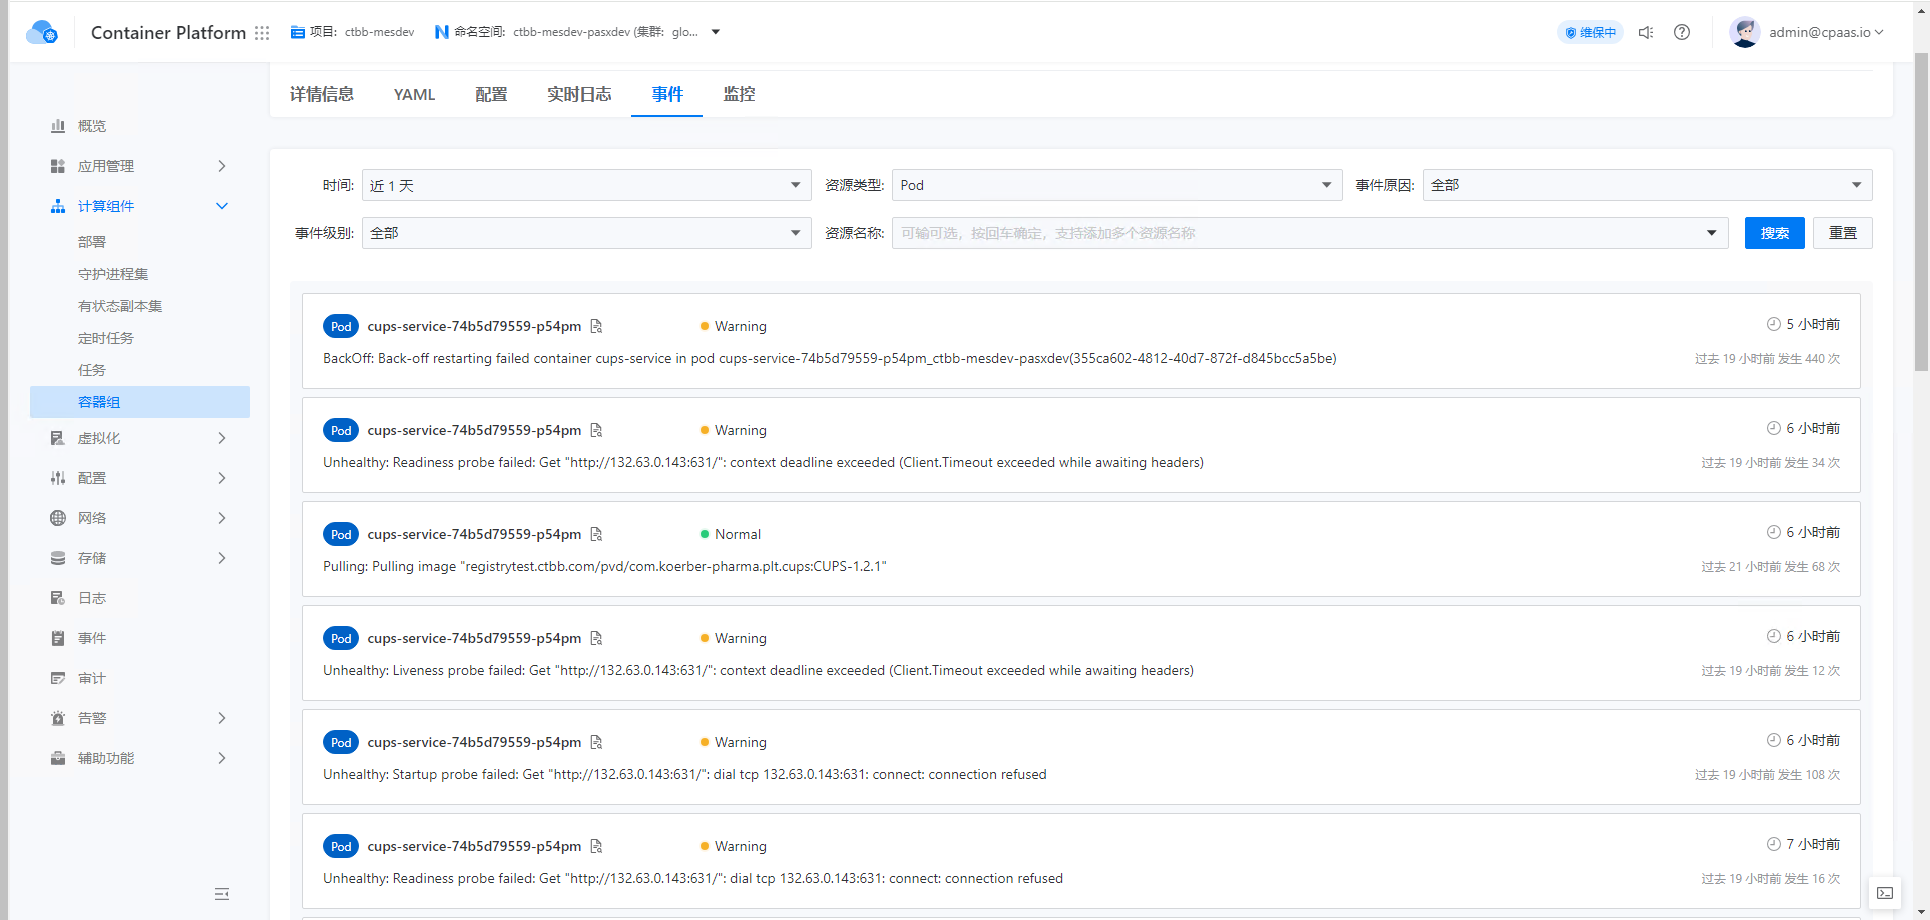 Container Platform
项目: ctbb-mesdev
命名空间: ctbb-mesdev-pasxdev (集群: glo...
维保中
admin@cpaas.io
详情信息 YAML 配置 实时日志 事件 监控
概览
应用管理
计算组件
部署
守护进程集
有状态副本集
定时任务
任务
容器组
虚拟化
配置
网络
存储
日志
事件
审计
告警
辅助功能
时间: 近 1 天 资源类型: Pod 事件原因: 全部
事件级别: 全部 资源名称: 可输可选，按回车确定，支持添加多个资源名称 搜索 重置
Pod cups-service-74b5d79559-p54pm Warning 5 小时前
BackOff: Back-off restarting failed container cups-service in pod cups-service-74b5d79559-p54pm_ctbb-mesdev-pasxdev(355ca602-4812-40d7-872f-d845bcc5a5be) 过去 19 小时前 发生 440 次
Pod cups-service-74b5d79559-p54pm Warning 6 小时前
Unhealthy: Readiness probe failed: Get "http://132.63.0.143:631/": context deadline exceeded (Client.Timeout exceeded while awaiting headers) 过去 19 小时前 发生 34 次
Pod cups-service-74b5d79559-p54pm Normal 6 小时前
Pulling: Pulling image "registrytest.ctbb.com/pvd/com.koerber-pharma.plt.cups:CUPS-1.2.1" 过去 21 小时前 发生 68 次
Pod cups-service-74b5d79559-p54pm Warning 6 小时前
Unhealthy: Liveness probe failed: Get "http://132.63.0.143:631/": context deadline exceeded (Client.Timeout exceeded while awaiting headers) 过去 19 小时前 发生 12 次
Pod cups-service-74b5d79559-p54pm Warning 6 小时前
Unhealthy: Startup probe failed: Get "http://132.63.0.143:631/": dial tcp 132.63.0.143:631: connect: connection refused 过去 19 小时前 发生 108 次
Pod cups-service-74b5d79559-p54pm Warning 7 小时前
Unhealthy: Readiness probe failed: Get "http://132.63.0.143:631/": dial tcp 132.63.0.143:631: connect: connection refused 过去 19 小时前 发生 16 次